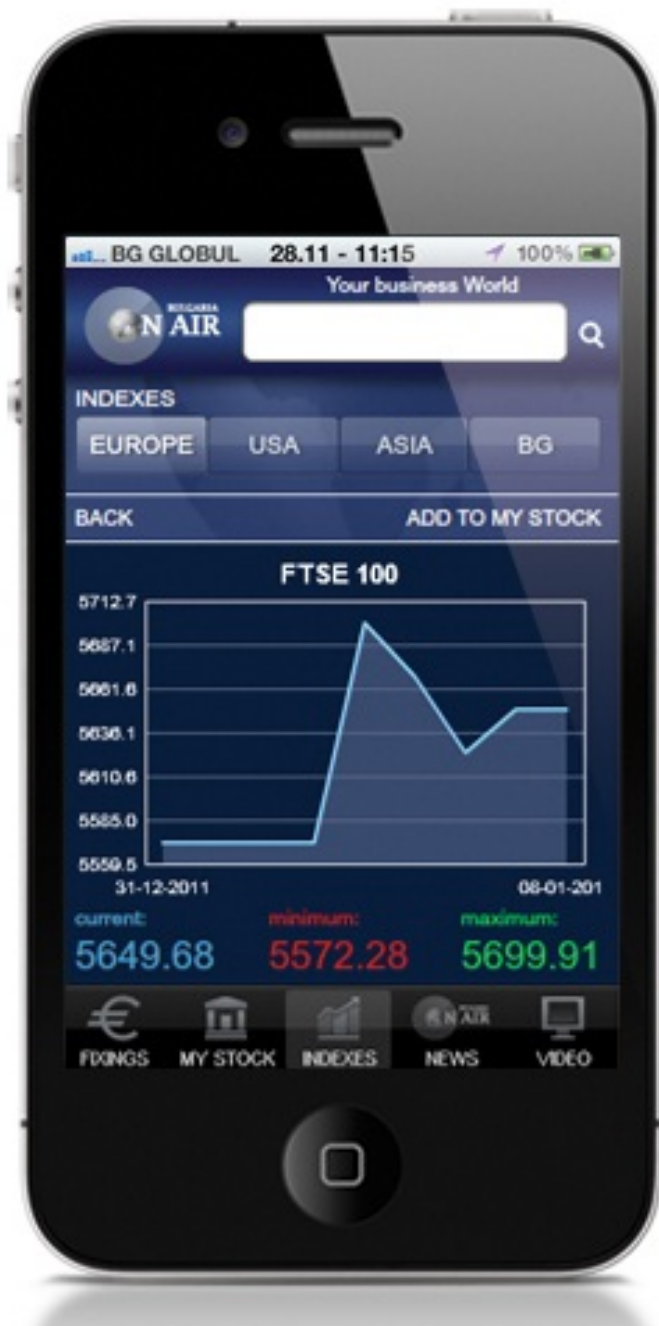 BG GLOBUL 28.11 - 11:15 100%
Your business World
BULGARIA
N AIR
INDEXES
EUROPE USA ASIA BG
BACK ADD TO MY STOCK
FTSE 100
5712.7
5687.1
5661.6
5636.1
5610.6
5585.0
5559.5
31-12-2011 08-01-201
current: minimum: maximum:
5649.68 5572.28 5699.91
N AIR
FIXINGS MY STOCK INDEXES NEWS VIDEO